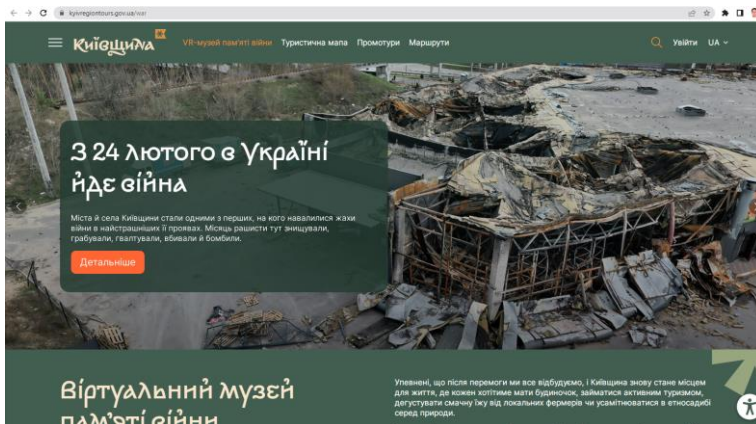 kyivregiontours.gov.ua/war
Київщина
VR-музей пам'яті війни Туристична мапа Промотури Маршрути
Увійти UA
З 24 лютого в Україні
йде війна
Міста й села Київщини стали одними з перших, на кого навалилися жахи
війни в найстрашніших її проявах. Місяць рашисти тут знищували,
грабували, гвалтували, вбивали й бомбили.
Детальніше
Віртуальний музей
пам'яті війни
Упевнені, що після перемоги ми все відбудуємо, і Київщина знову стане місцем
для життя, де кожен хотітиме мати будиночок, займатися активним туризмом,
дегустувати смачну їжу від локальних фермерів чи усамітнюватися в етносадибі
серед природи.